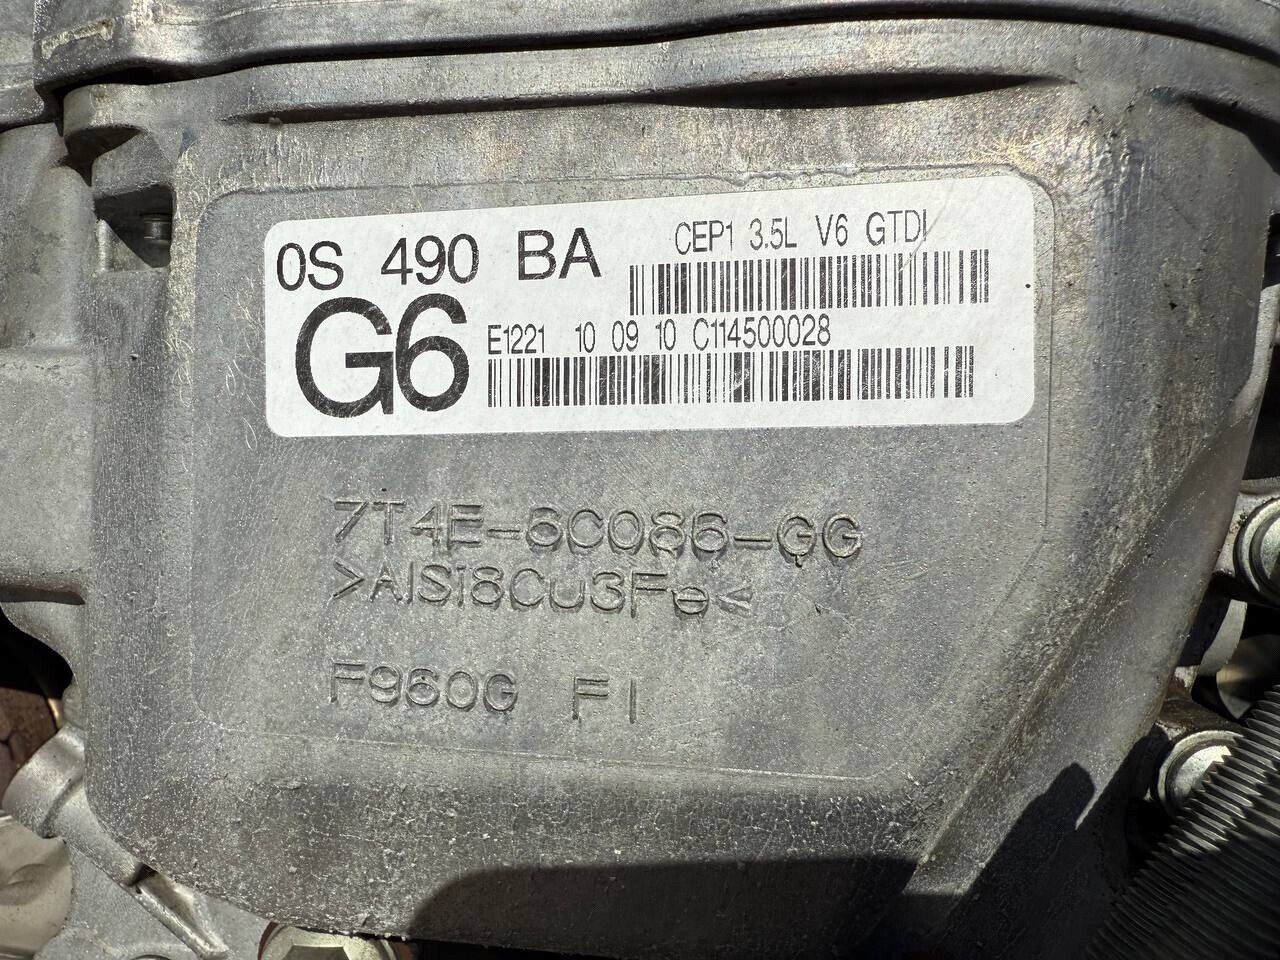 0S 490 BA
CEP1 3.5L V6 GTDI
G6
E1221 10 09 10 C114500028
7T4E-6C086-GG
>AlSi8Cu3Fe<
F960G F1